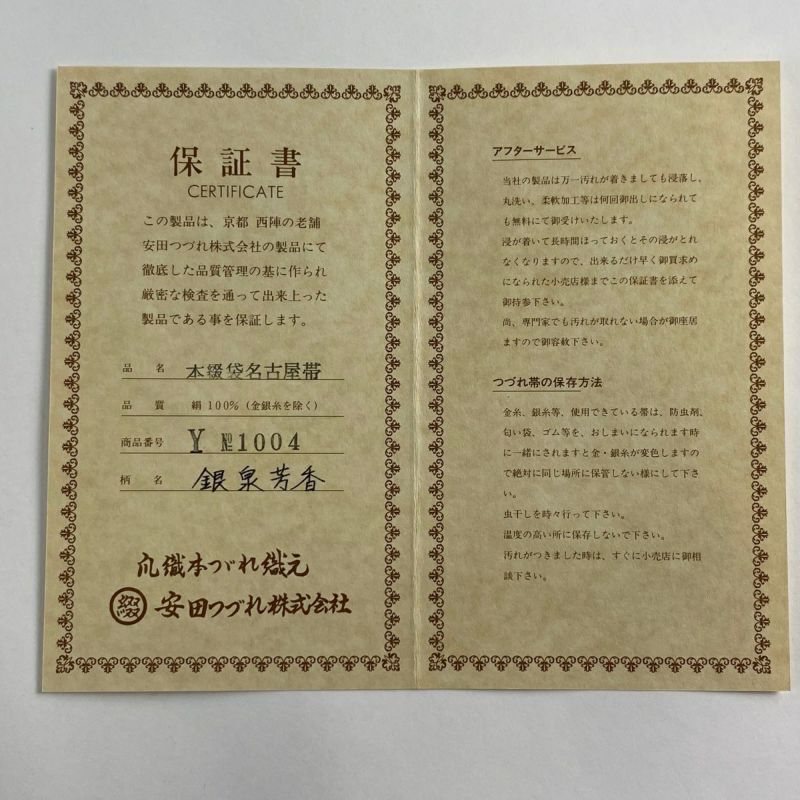 保証書
CERTIFICATE
この製品は、京都 西陣の老舗
安田つづれ株式会社の製品にて
徹底した品質管理の基に作られ
厳密な検査を通って出来上った
製品である事を保証します。
品名 本綴袋名古屋帯
品質 絹100%(金銀糸を除く)
商品番号 Y №1004
柄名 銀泉芳香
爪織本つづれ織元
綴 安田つづれ株式会社
アフターサービス
当社の製品は万一汚れが着きましても浸落し、
丸洗い、柔軟加工等は何回御出しになられて
も無料にて御受けいたします。
浸が着いて長時間ほっておくとその浸がとれ
なくなりますので、出来るだけ早く御買求め
になられた小売店様までこの保証書を添えて
御持参下さい。
尚、専門家でも汚れが取れない場合が御座居
ますので御容赦下さい。
つづれ帯の保存方法
金糸、銀糸等、使用できている帯は、防虫剤、
匂い袋、ゴム等を、おしまいになられます時
に一緒にされますと金・銀糸が変色しますの
で絶対に同じ場所に保管しない様にして下さ
い。
虫干しを時々行って下さい。
温度の高い所に保存しないで下さい。
汚れがつきました時は、すぐに小売店に御相
談下さい。